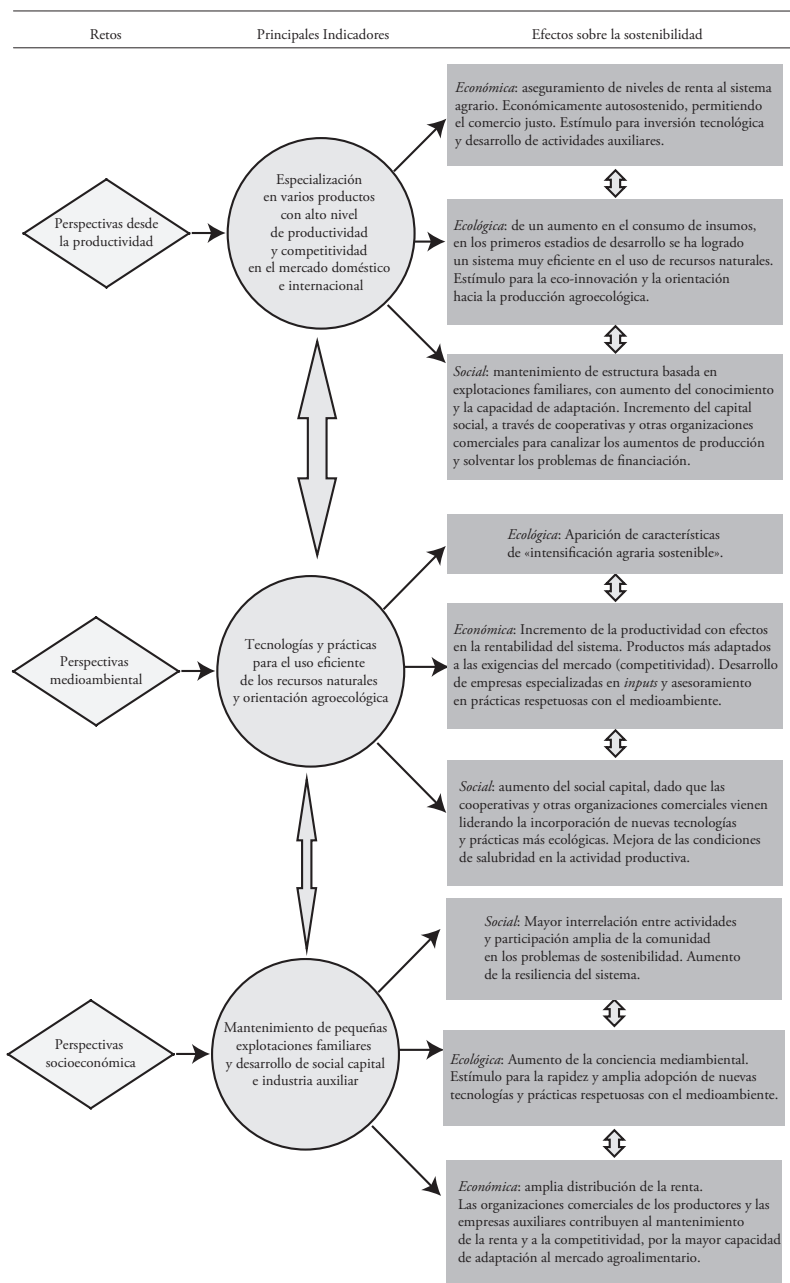 Retos
Principales Indicadores
Efectos sobre la sostenibilidad
Perspectivas desde
la productividad
Especialización
en varios productos
con alto nivel
de productividad
y competitividad
en el mercado doméstico
e internacional
Económica: aseguramiento de niveles de renta al sistema
agrario. Económicamente autosostenido, permitiendo
el comercio justo. Estímulo para inversión tecnológica
y desarrollo de actividades auxiliares.
Ecológica: de un aumento en el consumo de insumos,
en los primeros estadios de desarrollo se ha logrado
un sistema muy eficiente en el uso de recursos naturales.
Estímulo para la eco-innovación y la orientación
hacia la producción agroecológica.
Social: mantenimiento de estructura basada en
explotaciones familiares, con aumento del conocimiento
y la capacidad de adaptación. Incremento del capital
social, a través de cooperativas y otras organizaciones
comerciales para canalizar los aumentos de producción
y solventar los problemas de financiación.
Perspectivas
medioambiental
Tecnologías y prácticas
para el uso eficiente
de los recursos naturales
y orientación agroecológica
Ecológica: Aparición de características
de «intensificación agraria sostenible».
Económica: Incremento de la productividad con efectos
en la rentabilidad del sistema. Productos más adaptados
a las exigencias del mercado (competitividad). Desarrollo
de empresas especializadas en inputs y asesoramiento
en prácticas respetuosas con el medioambiente.
Social: aumento del social capital, dado que las
cooperativas y otras organizaciones comerciales vienen
liderando la incorporación de nuevas tecnologías
y prácticas más ecológicas. Mejora de las condiciones
de salubridad en la actividad productiva.
Perspectivas
socioeconómica
Mantenimiento de pequeñas
explotaciones familiares
y desarrollo de social capital
e industria auxiliar
Social: Mayor interrelación entre actividades
y participación amplia de la comunidad
en los problemas de sostenibilidad. Aumento
de la resiliencia del sistema.
Ecológica: Aumento de la conciencia mediambiental.
Estímulo para la rapidez y amplia adopción de nuevas
tecnologías y prácticas respetuosas con el medioambiente.
Económica: amplia distribución de la renta.
Las organizaciones comerciales de los productores y las
empresas auxiliares contribuyen al mantenimiento
de la renta y a la competitividad, por la mayor capacidad
de adaptación al mercado agroalimentario.